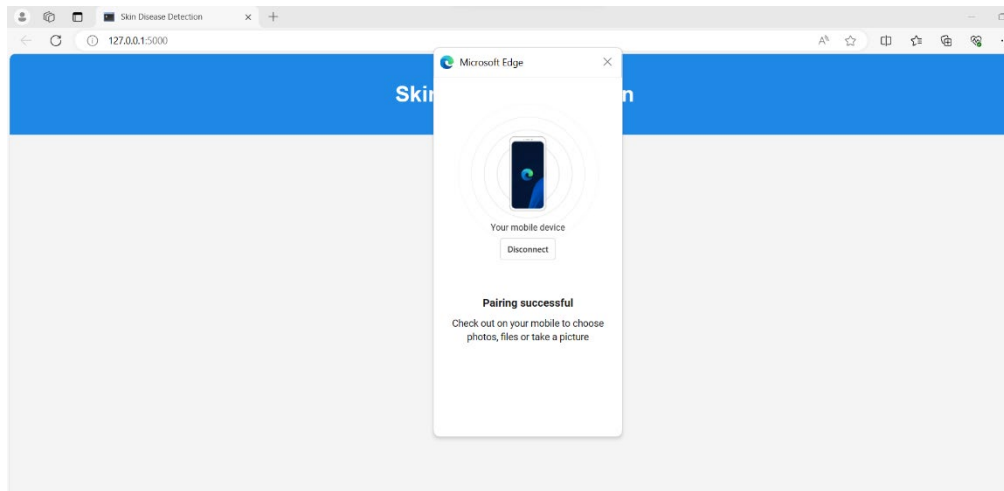 Skin Disease Detection
127.0.0.1:5000
Microsoft Edge
Ski n
Your mobile device
Disconnect
Pairing successful
Check out on your mobile to choose
photos, files or take a picture